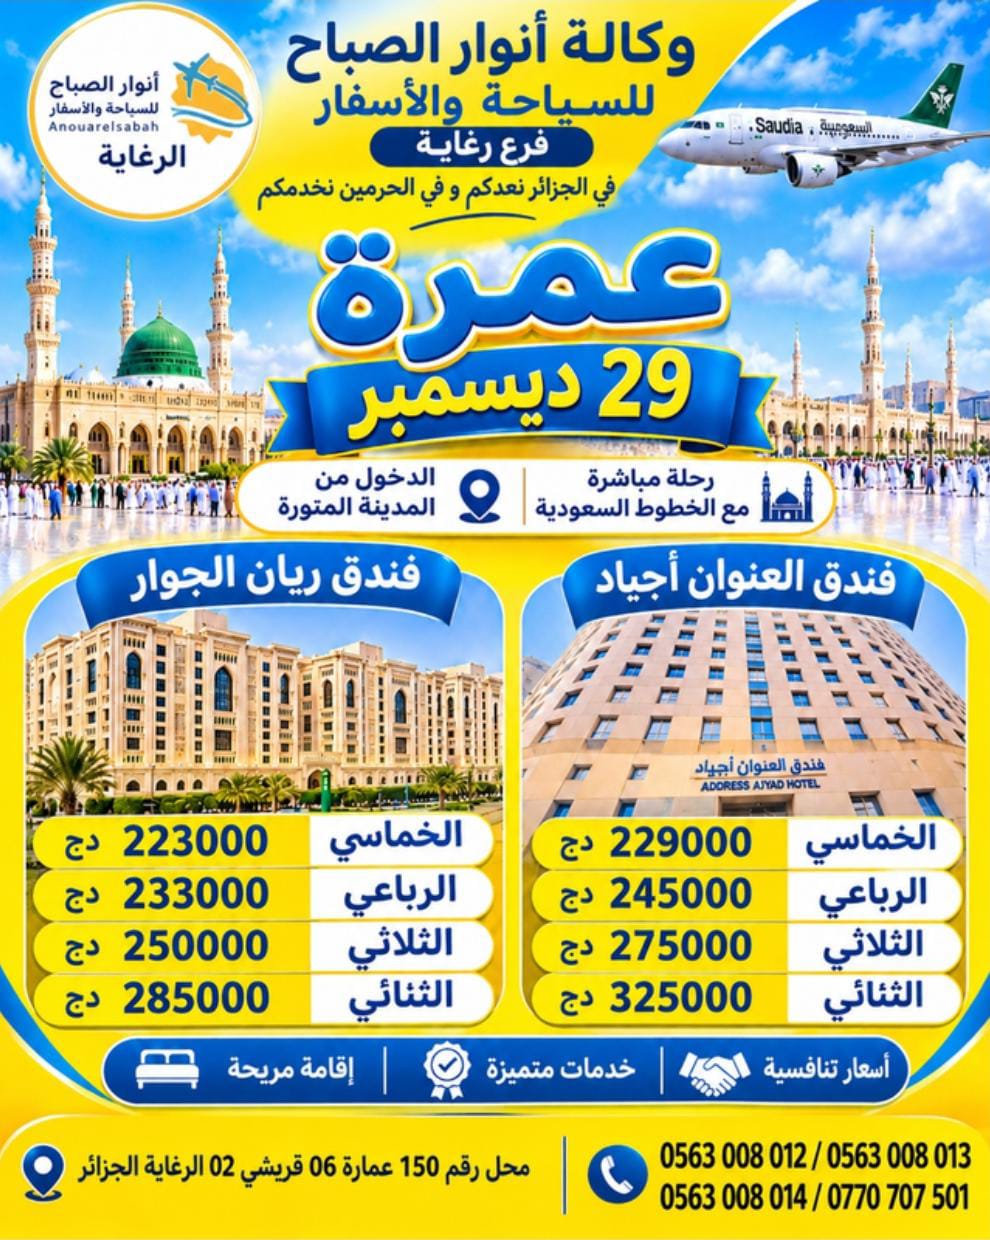 وكالة أنوار الصباح
للسياحة والأسفار
فرع رغاية
في الجزائر نعدكم و في الحرمين نخدمكم
أنوار الصباح
للسياحة والأسفار
Anouarelsabah
الرغاية
Saudia السعودية
عمرة
29 ديسمبر
رحلة مباشرة
مع الخطوط السعودية
الدخول من
المدينة المتورة
فندق العنوان أجياد
فندق العنوان أجياد
ADDRESS AJYAD HOTEL
الخماسي 229000 دج
الرباعي 245000 دج
الثلاثي 275000 دج
الثنائي 325000 دج
فندق ريان الجوار
الخماسي 223000 دج
الرباعي 233000 دج
الثلاثي 250000 دج
الثنائي 285000 دج
أسعار تنافسية
خدمات متميزة
إقامة مريحة
0563 008 012 / 0563 008 013
0563 008 014 / 0770 707 501
محل رقم 150 عمارة 06 قريشي 02 الرغاية الجزائر